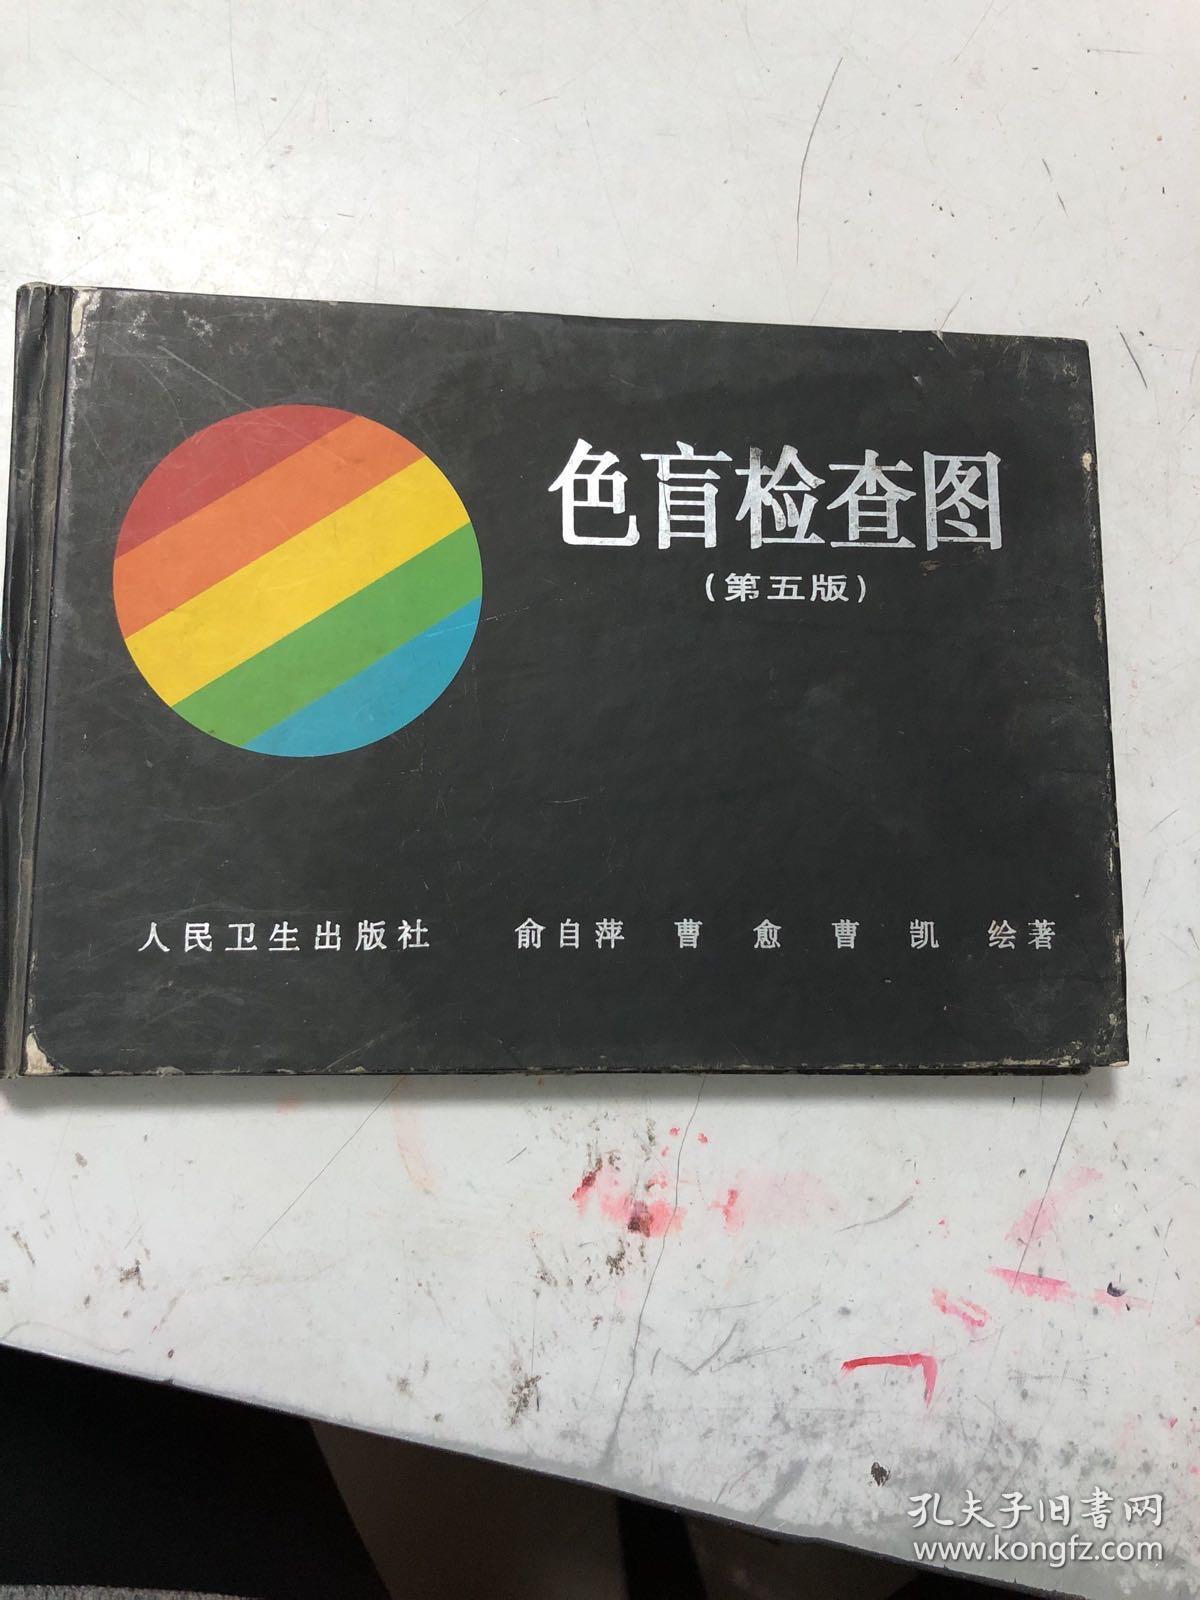 色盲检查图
(第五版)
人民卫生出版社 俞自萍 曹愈 曹凯 绘著
孔夫子旧书网
www.kongfz.com